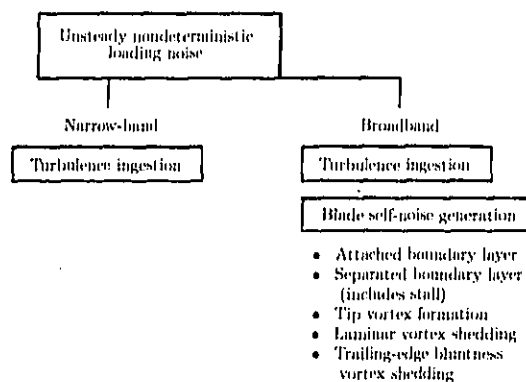 Unsteady nondeterministic
loading noise
Narrow-band
Broadband
Turbulence ingestion
Turbulence ingestion
Blade self-noise generation
• Attached boundary layer
• Separated boundary layer
(includes stall)
• Tip vortex formation
• Laminar vortex shedding
• Trailing-edge bluntness
vortex shedding